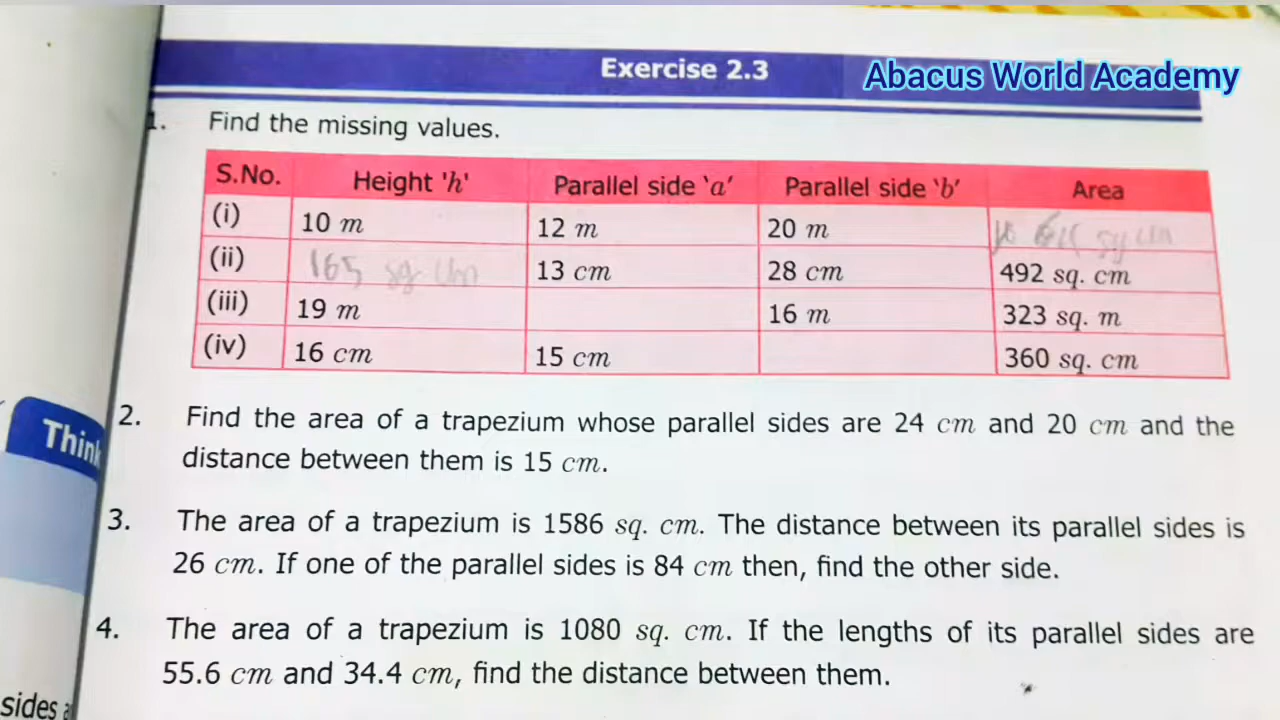 Exercise 2.3
Abacus World Academy
1. Find the missing values.
S.No. Height 'h' Parallel side 'a' Parallel side 'b' Area
(i) 10 m 12 m 20 m
(ii) 165 sq cm 13 cm 28 cm 492 sq. cm
(iii) 19 m 16 m 323 sq. m
(iv) 16 cm 15 cm 360 sq. cm
Think
2. Find the area of a trapezium whose parallel sides are 24 cm and 20 cm and the
distance between them is 15 cm.
3. The area of a trapezium is 1586 sq. cm. The distance between its parallel sides is
26 cm. If one of the parallel sides is 84 cm then, find the other side.
4. The area of a trapezium is 1080 sq. cm. If the lengths of its parallel sides are
55.6 cm and 34.4 cm, find the distance between them.
sides